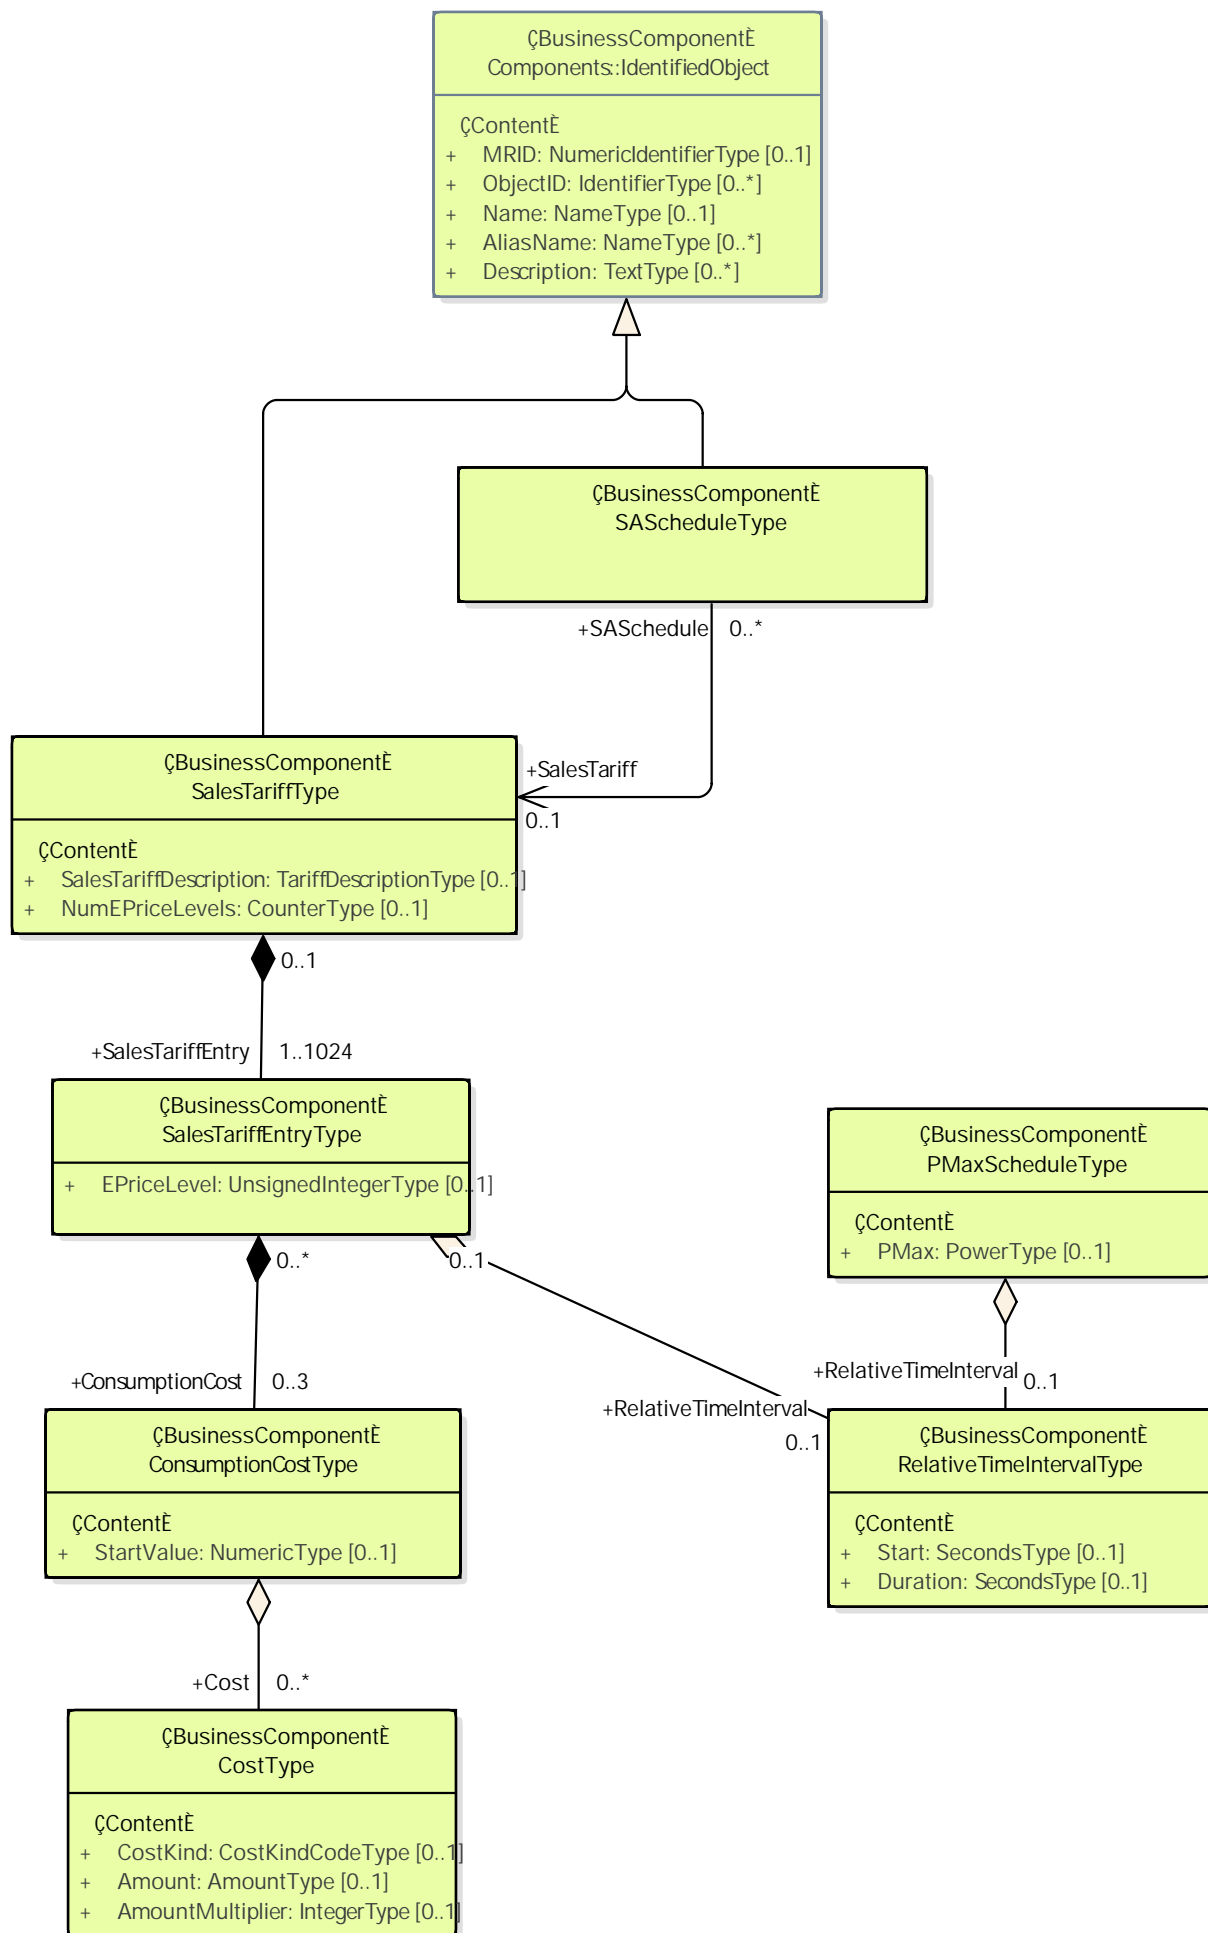 ÇBusinessComponentÈ
Components::IdentifiedObject
ÇContentÈ
+ MRID: NumericIdentifierType [0..1]
+ ObjectID: IdentifierType [0..*]
+ Name: NameType [0..1]
+ AliasName: NameType [0..*]
+ Description: TextType [0..*]
ÇBusinessComponentÈ
SAScheduleType
+SASchedule 0..*
ÇBusinessComponentÈ
SalesTariffType
+SalesTariff
0..1
ÇContentÈ
+ SalesTariffDescription: TariffDescriptionType [0..1]
+ NumEPriceLevels: CounterType [0..1]
0..1
+SalesTariffEntry 1..1024
ÇBusinessComponentÈ
SalesTariffEntryType
+ EPriceLevel: UnsignedIntegerType [0..1]
ÇBusinessComponentÈ
PMaxScheduleType
ÇContentÈ
+ PMax: PowerType [0..1]
0..*
0..1
+ConsumptionCost 0..3
+RelativeTimeInterval 0..1
+RelativeTimeInterval
0..1
ÇBusinessComponentÈ
ConsumptionCostType
ÇContentÈ
+ StartValue: NumericType [0..1]
ÇBusinessComponentÈ
RelativeTimeIntervalType
ÇContentÈ
+ Start: SecondsType [0..1]
+ Duration: SecondsType [0..1]
+Cost 0..*
ÇBusinessComponentÈ
CostType
ÇContentÈ
+ CostKind: CostKindCodeType [0..1]
+ Amount: AmountType [0..1]
+ AmountMultiplier: IntegerType [0..1]